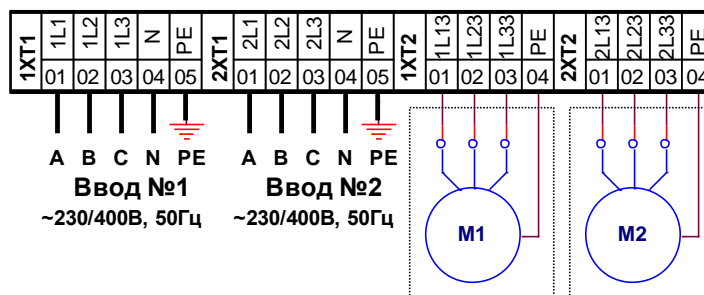 1XT1 1L1 1L2 1L3 N PE 2XT1 2L1 2L2 2L3 N PE 1XT2 1L13 1L23 1L33 PE 2XT2 2L13 2L23 2L33 PE
01 02 03 04 05 01 02 03 04 05 01 02 03 04 01 02 03 04
A B C N PE A B C N PE
Ввод №1 Ввод №2
~230/400В, 50Гц ~230/400В, 50Гц
M1 M2